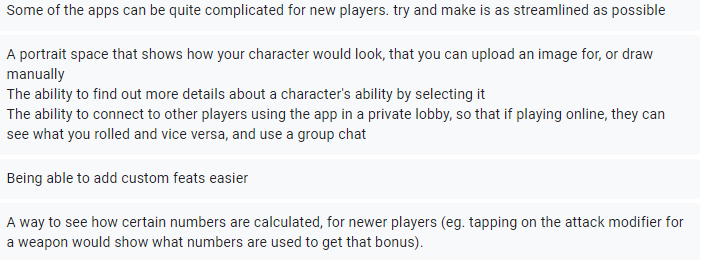 Some of the apps can be quite complicated for new players. try and make is as streamlined as possible
A portrait space that shows how your character would look, that you can upload an image for, or draw
manually
The ability to find out more details about a character's ability by selecting it
The ability to connect to other players using the app in a private lobby, so that if playing online, they can
see what you rolled and vice versa, and use a group chat
Being able to add custom feats easier
A way to see how certain numbers are calculated, for newer players (eg. tapping on the attack modifier for
a weapon would show what numbers are used to get that bonus).